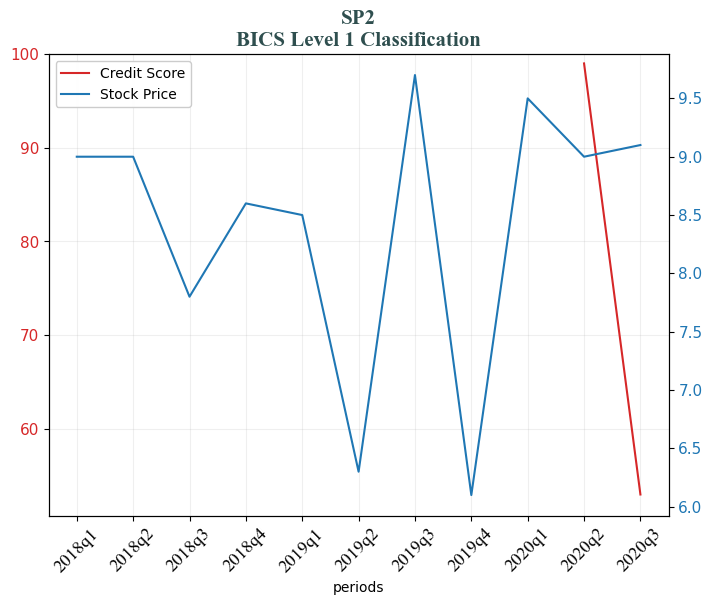 SP2
BICS Level 1 Classification
Credit Score
Stock Price
100
90
80
70
60
9.5
9.0
8.5
8.0
7.5
7.0
6.5
6.0
2018q1
2018q2
2018q3
2018q4
2019q1
2019q2
2019q3
2019q4
2020q1
2020q2
2020q3
periods